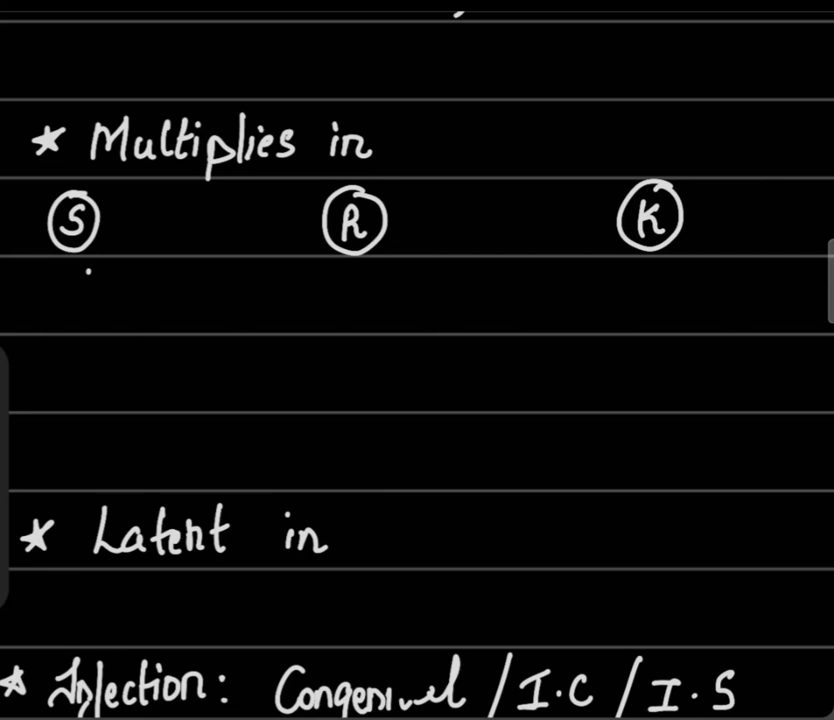 * Multiplies in
S R K
* Latent in
* Infection: Congenital / I.C / I.S